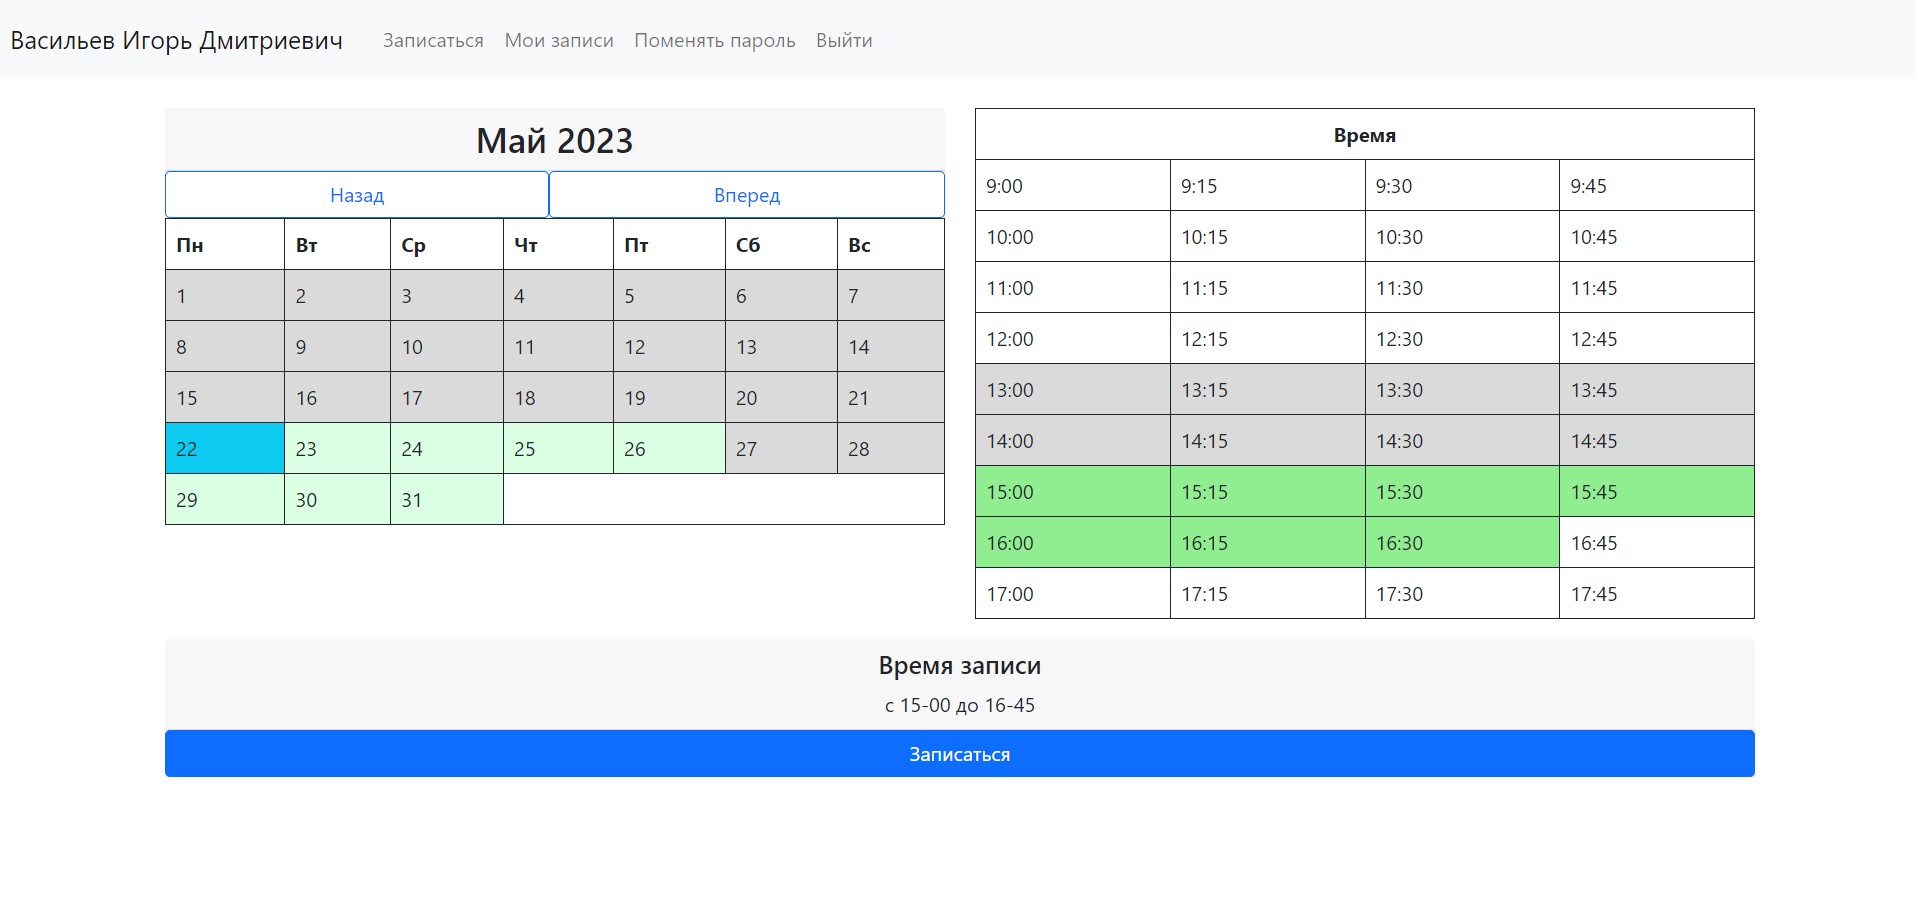 Васильев Игорь Дмитриевич Записаться Мои записи Поменять пароль Выйти
Май 2023
Назад Вперед
Пн Вт Ср Чт Пт Сб Вс
1 2 3 4 5 6 7
8 9 10 11 12 13 14
15 16 17 18 19 20 21
22 23 24 25 26 27 28
29 30 31
Время
9:00 9:15 9:30 9:45
10:00 10:15 10:30 10:45
11:00 11:15 11:30 11:45
12:00 12:15 12:30 12:45
13:00 13:15 13:30 13:45
14:00 14:15 14:30 14:45
15:00 15:15 15:30 15:45
16:00 16:15 16:30 16:45
17:00 17:15 17:30 17:45
Время записи
с 15-00 до 16-45
Записаться